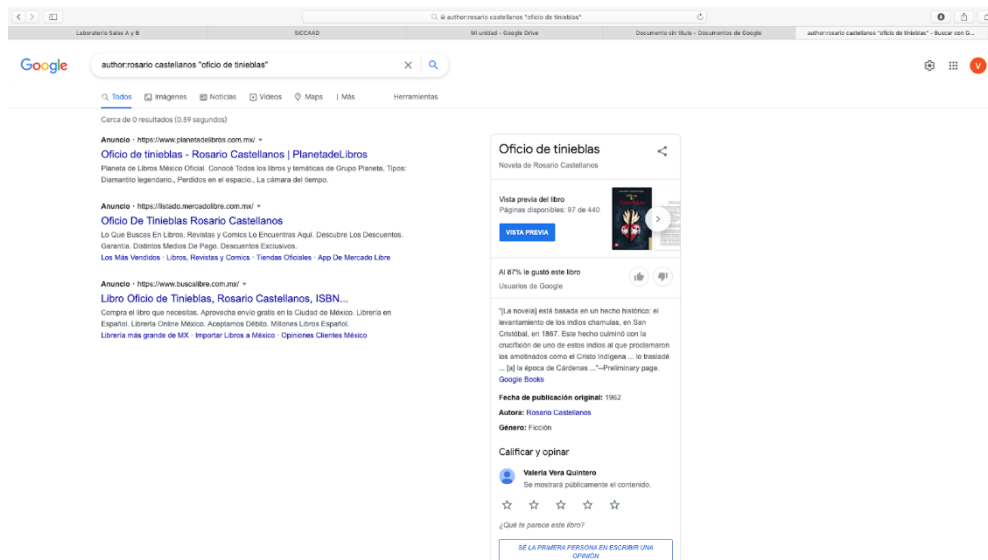 author:rosario castellanos "oficio de tinieblas"
Laboratorio Salas A y B
SICCAAD
Mi unidad - Google Drive
Documento sin título - Documentos de Google
author:rosario castellanos "oficio de tinieblas" - Buscar con G...
Google
author:rosario castellanos "oficio de tinieblas"
V
Todos
Imágenes
Noticias
Videos
Maps
Más
Herramientas
Cerca de 0 resultados (0.59 segundos)
Anuncio · https://www.planetadelibros.com.mx/
Oficio de tinieblas - Rosario Castellanos | PlanetadeLibros
Planeta de Libros México Oficial. Conocé Todos los libros y temáticas de Grupo Planeta. Tipos:
Diamantito legendario., Perdidos en el espacio., La cámara del tiempo.
Anuncio · https://listado.mercadolibre.com.mx/
Oficio De Tinieblas Rosario Castellanos
Lo Que Buscas En Libros, Revistas y Comics Lo Encuentras Aquí. Descubre Los Descuentos.
Garantía. Distintos Medios De Pago. Descuentos Exclusivos.
Los Más Vendidos · Libros, Revistas y Comics · Tiendas Oficiales · App De Mercado Libre
Anuncio · https://www.buscalibre.com.mx/
Libro Oficio de Tinieblas, Rosario Castellanos, ISBN...
Compra el libro que necesitas. Aprovecha envío gratis en la Ciudad de México. Librería en
Español. Librería Online México. Aceptamos Débito. Millones Libros Español.
Librería más grande de MX · Importar Libros a México · Opiniones Clientes México
Oficio de tinieblas
Novela de Rosario Castellanos
Vista previa del libro
Páginas disponibles: 97 de 440
VISTA PREVIA
Al 87% le gustó este libro
Usuarios de Google
"[La novela] está basada en un hecho histórico: el
levantamiento de los indios chamulas, en San
Cristóbal, en 1867. Este hecho culminó con la
crucifixión de uno de estos indios al que proclamaron
los amotinados como el Cristo Indígena ... lo trasladé
... [a] la época de Cárdenas ..."--Preliminary page.
Google Books
Fecha de publicación original: 1962
Autora: Rosario Castellanos
Género: Ficción
Calificar y opinar
Valeria Vera Quintero
Se mostrará públicamente el contenido.
¿Qué te parece este libro?
SÉ LA PRIMERA PERSONA EN ESCRIBIR UNA
OPINIÓN